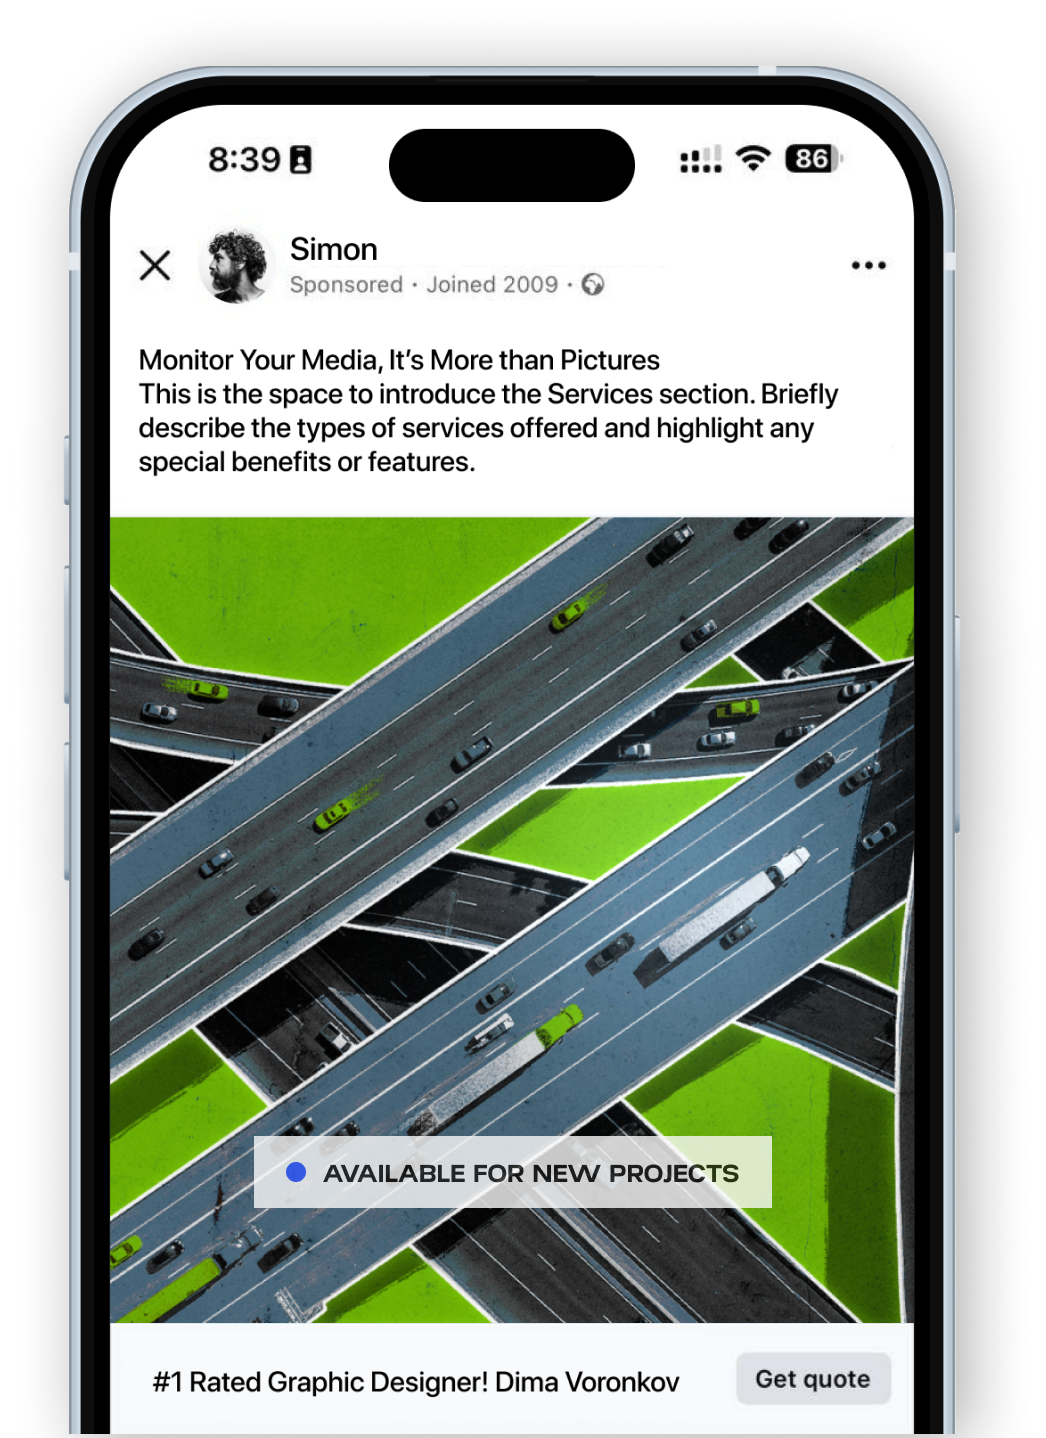 8:39
86
Simon
Sponsored · Joined 2009 ·
Monitor Your Media, It's More than Pictures
This is the space to introduce the Services section. Briefly
describe the types of services offered and highlight any
special benefits or features.
AVAILABLE FOR NEW PROJECTS
#1 Rated Graphic Designer! Dima Voronkov
Get quote